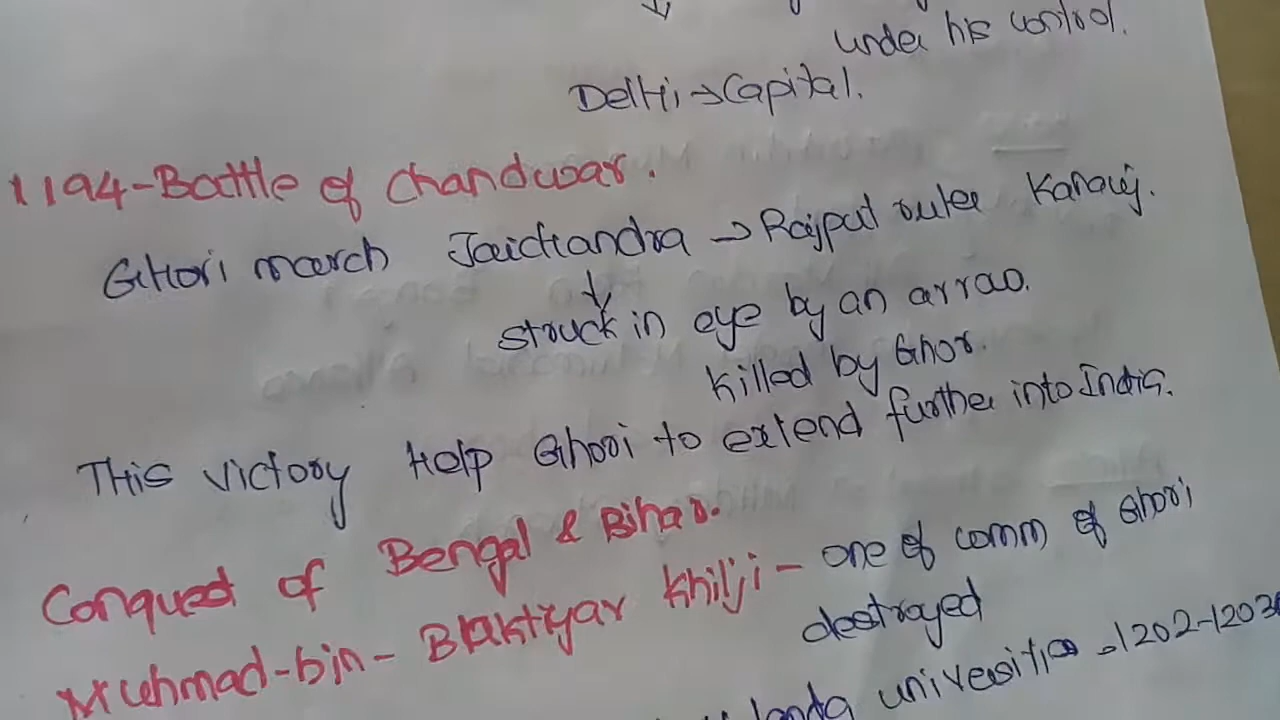 under his control.
Delhi → Capital.
1194-Battle of Chandwar.
Ghori march Jaichandra → Rajput ruler Kanauj.
↓
struck in eye by an arrao.
killed by Ghor.
This victory Help Ghori to extend further into India.
Conquest of Bengal & Bihar.
Muhmad-bin-Bhaktiyar Khilji - one of comm of Ghori
destroyed
universities - 1202-1203